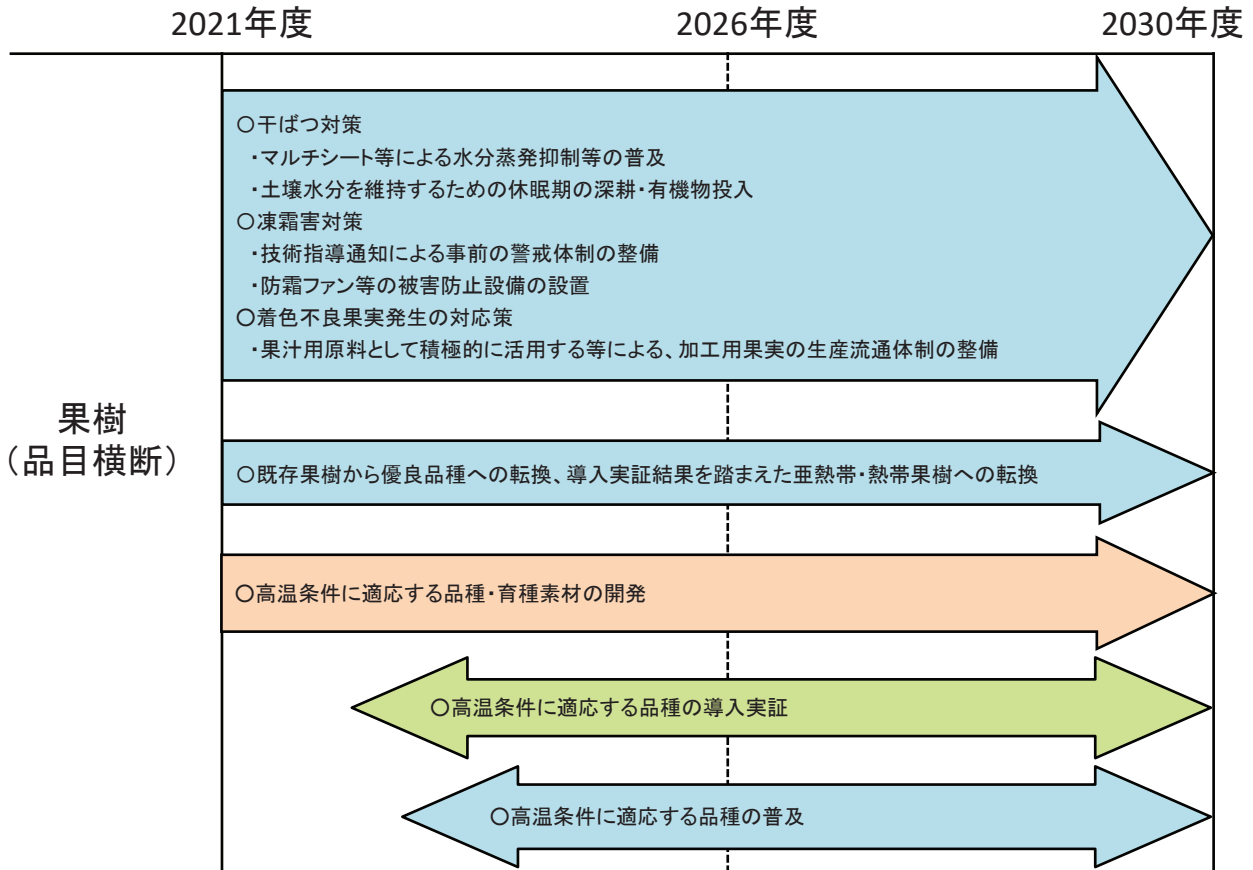 2021年度 2026年度 2030年度
〇干ばつ対策
・マルチシート等による水分蒸発抑制等の普及
・土壌水分を維持するための休眠期の深耕・有機物投入
〇凍霜害対策
・技術指導通知による事前の警戒体制の整備
・防霜ファン等の被害防止設備の設置
〇着色不良果実発生の対応策
・果汁用原料として積極的に活用する等による、加工用果実の生産流通体制の整備
果樹
（品目横断）
〇既存果樹から優良品種への転換、導入実証結果を踏まえた亜熱帯・熱帯果樹への転換
〇高温条件に適応する品種・育種素材の開発
〇高温条件に適応する品種の導入実証
〇高温条件に適応する品種の普及